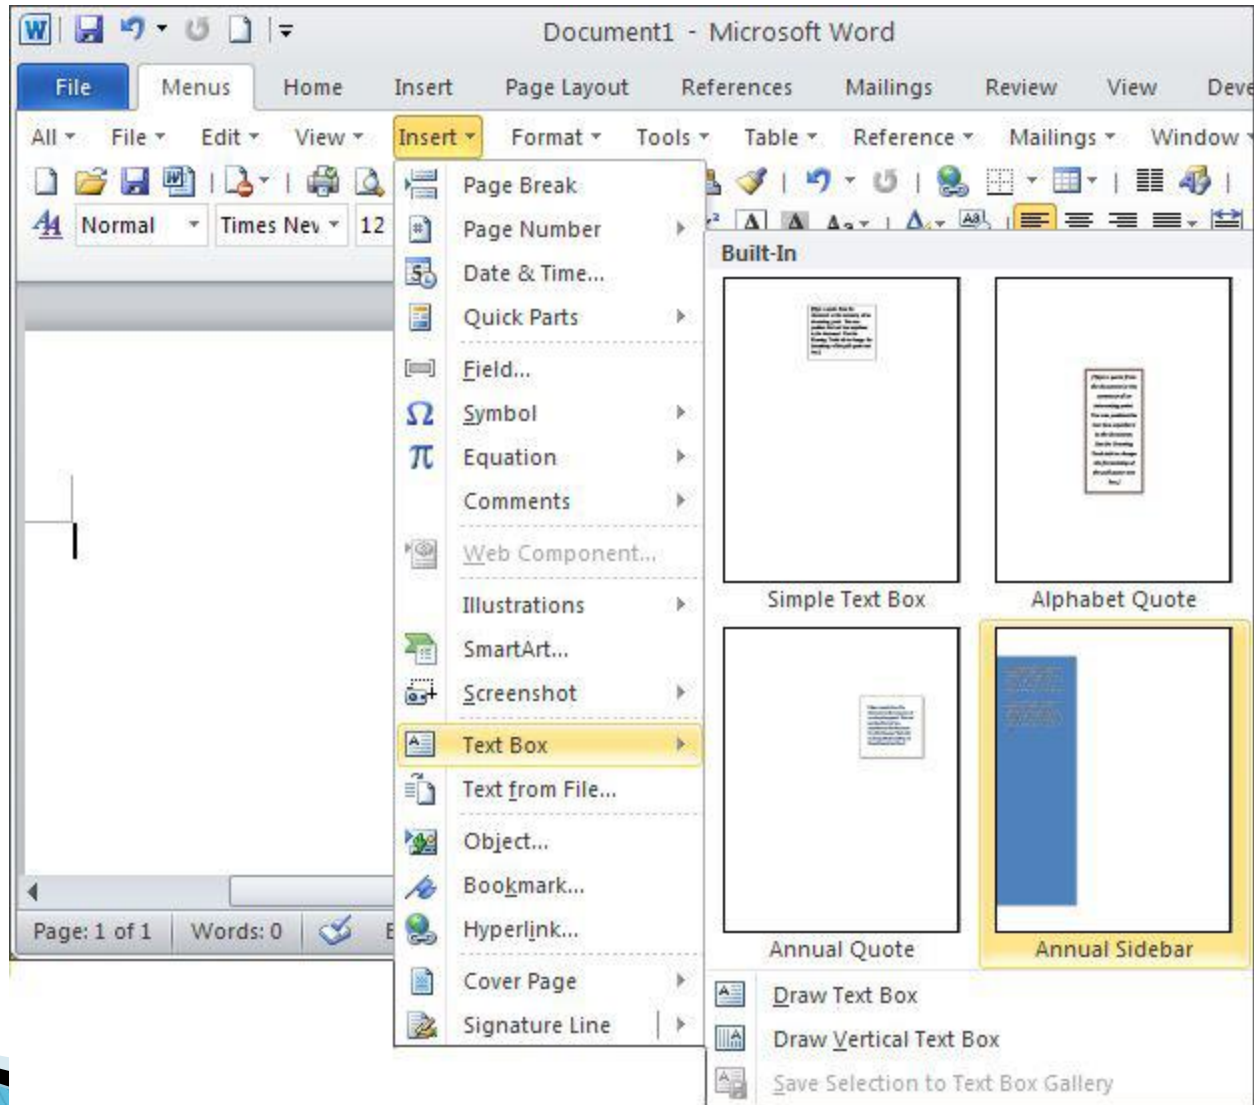 Document1 - Microsoft Word
File Menus Home Insert Page Layout References Mailings Review View Deve
All File Edit View Insert Format Tools Table Reference Mailings Window
Normal Times Nev 12
Page Break
Page Number
Date & Time...
Quick Parts
Field...
Symbol
Equation
Comments
Web Component...
Illustrations
SmartArt...
Screenshot
Text Box
Text from File...
Object...
Bookmark...
Hyperlink...
Cover Page
Signature Line
Built-In
Simple Text Box
Alphabet Quote
Annual Quote
Annual Sidebar
Draw Text Box
Draw Vertical Text Box
Save Selection to Text Box Gallery
Page: 1 of 1 Words: 0